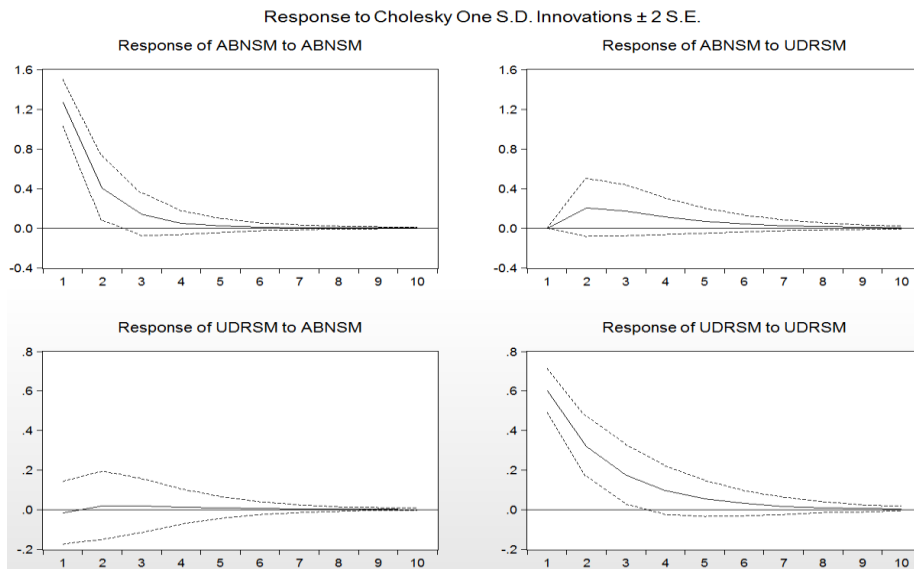 Response to Cholesky One S.D. Innovations ± 2 S.E.
Response of ABNSM to ABNSM
1.6
1.2
0.8
0.4
0.0
-0.4
1 2 3 4 5 6 7 8 9 10
Response of ABNSM to UDRSM
1.6
1.2
0.8
0.4
0.0
-0.4
1 2 3 4 5 6 7 8 9 10
Response of UDRSM to ABNSM
.8
.6
.4
.2
.0
-.2
1 2 3 4 5 6 7 8 9 10
Response of UDRSM to UDRSM
.8
.6
.4
.2
.0
-.2
1 2 3 4 5 6 7 8 9 10